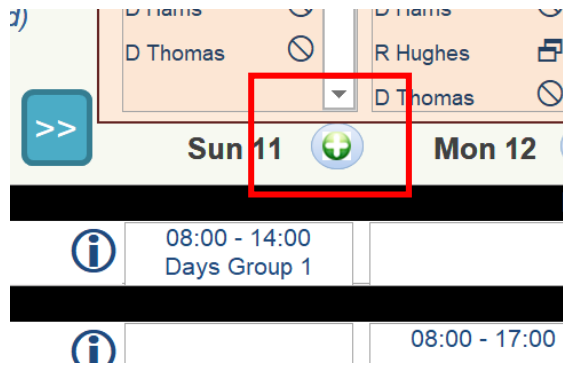 D Thomas
R Hughes
D Thomas
>>
Sun 11
Mon 12
08:00 - 14:00
Days Group 1
08:00 - 17:00